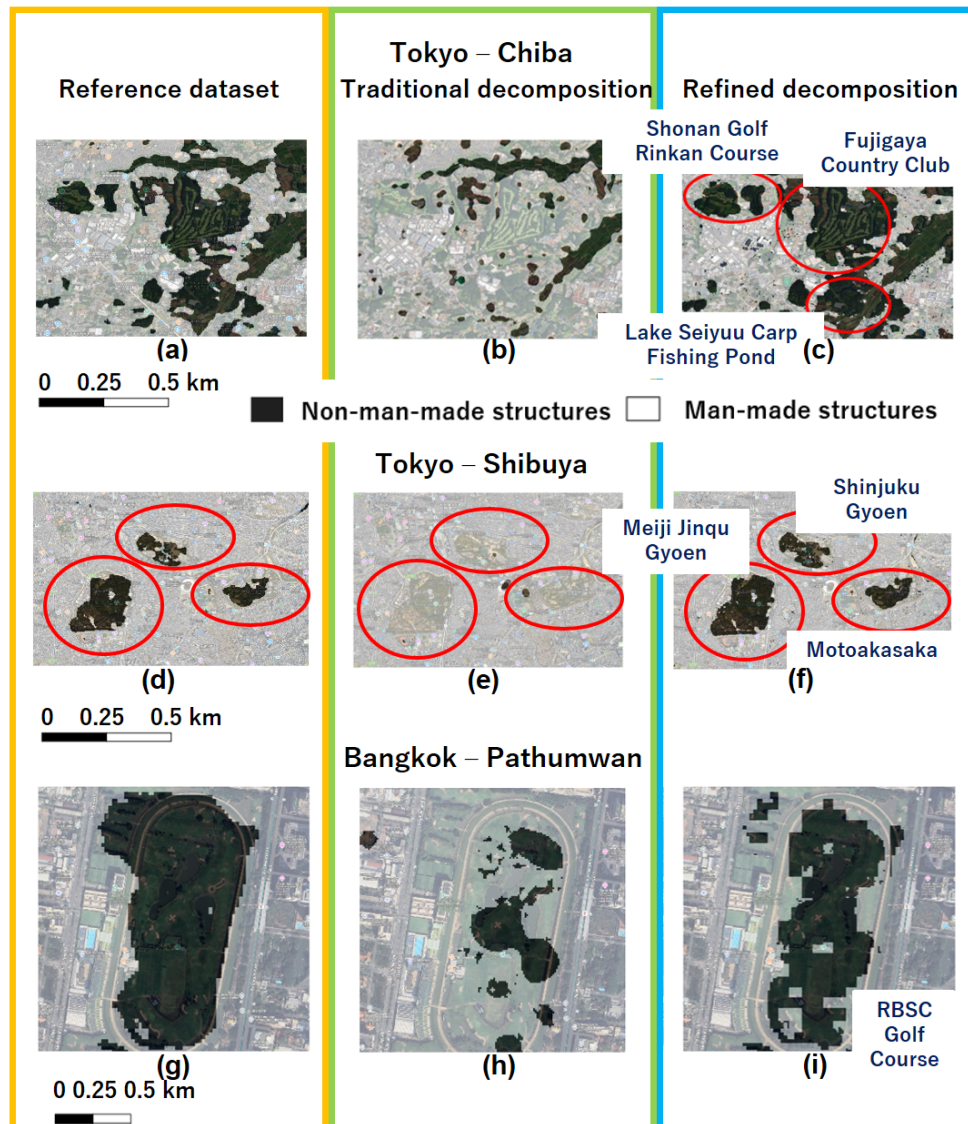 Tokyo – Chiba
Reference dataset
Traditional decomposition
Refined decomposition
Shonan Golf
Rinkan Course
Fujigaya
Country Club
Lake Seiyuu Carp
Fishing Pond
(a)
(b)
(c)
0 0.25 0.5 km
Non-man-made structures
Man-made structures
Tokyo – Shibuya
Meiji Jinqu
Gyoen
Shinjuku
Gyoen
Motoakasaka
(d)
(e)
(f)
0 0.25 0.5 km
Bangkok – Pathumwan
RBSC
Golf
Course
(g)
(h)
(i)
0 0.25 0.5 km